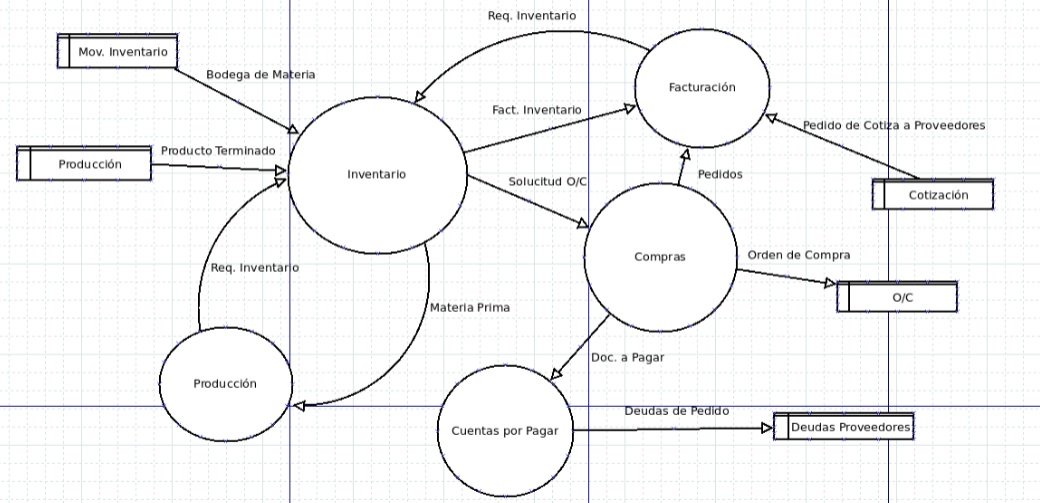 Req. Inventario
Mov. Inventario
Bodega de Materia
Facturación
Fact. Inventario
Pedido de Cotiza a Proveedores
Producto Terminado
Producción
Inventario
Solucitud O/C
Pedidos
Cotización
Req. Inventario
Compras
Orden de Compra
O/C
Materia Prima
Doc. a Pagar
Producción
Deudas de Pedido
Cuentas por Pagar
Deudas Proveedores